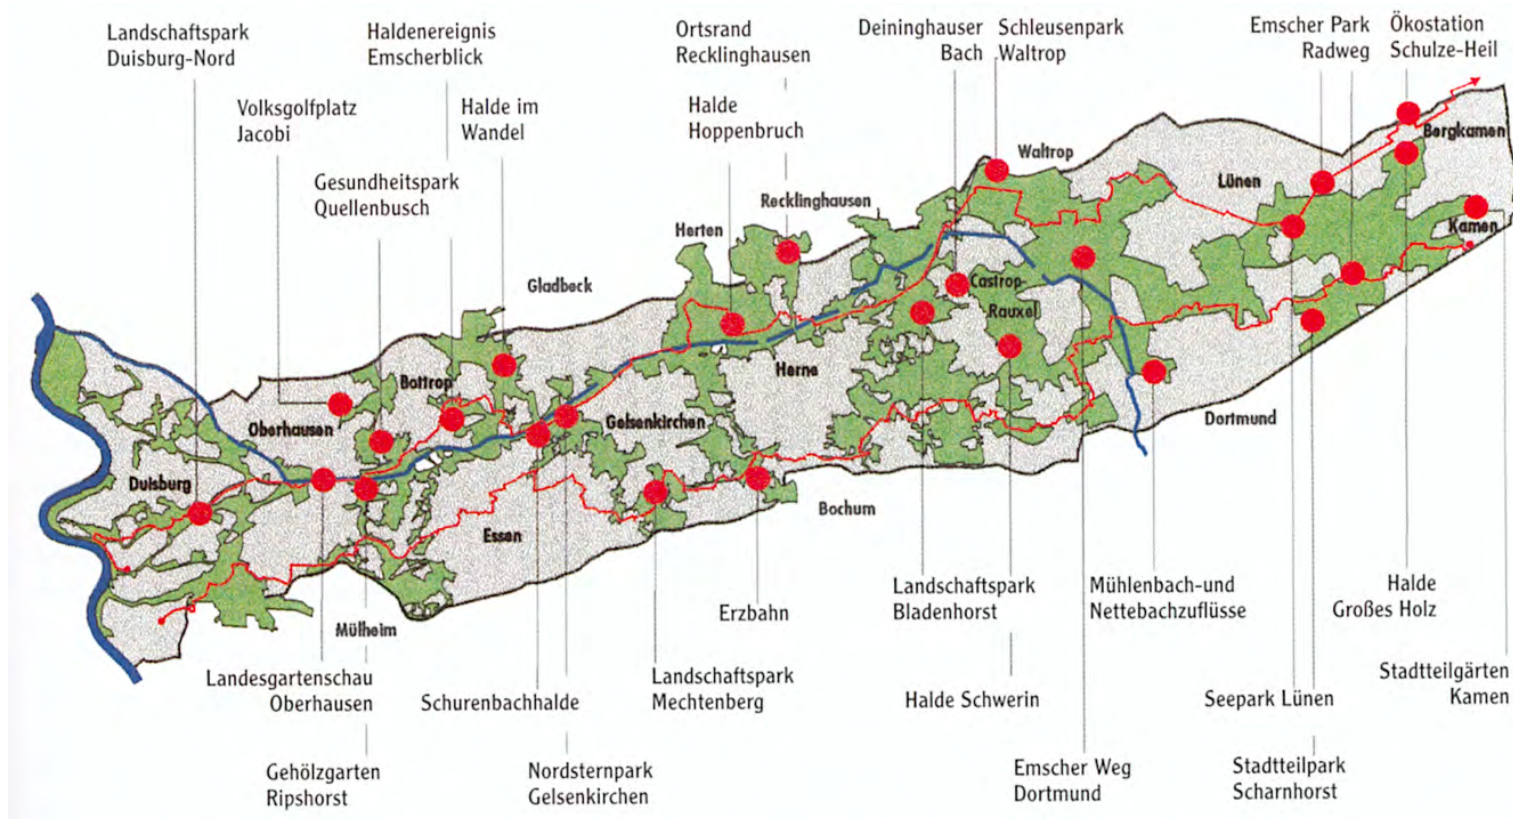 Landschaftspark
Duisburg-Nord
Haldenereignis
Emscherblick
Ortsrand
Recklinghausen
Deininghauser
Bach
Schleusenpark
Waltrop
Emscher Park
Radweg
Ökostation
Schulze-Heil
Volksgolfplatz
Jacobi
Halde im
Wandel
Halde
Hoppenbruch
Gesundheitspark
Quellenbusch
Bergkamen
Waltrop
Lünen
Recklinghausen
Herten
Kamen
Gladbeck
Castrop-
Rauxel
Herne
Bottrop
Oberhausen
Gelsenkirchen
Dortmund
Duisburg
Essen
Bochum
Mülheim
Erzbahn
Landschaftspark
Bladenhorst
Mühlenbach-und
Nettebachzuflüsse
Halde
Großes Holz
Landesgartenschau
Oberhausen
Schurenbachhalde
Landschaftspark
Mechtenberg
Halde Schwerin
Seepark Lünen
Stadtteilgärten
Kamen
Gehölzgarten
Ripshorst
Nordsternpark
Gelsenkirchen
Emscher Weg
Dortmund
Stadtteilpark
Scharnhorst